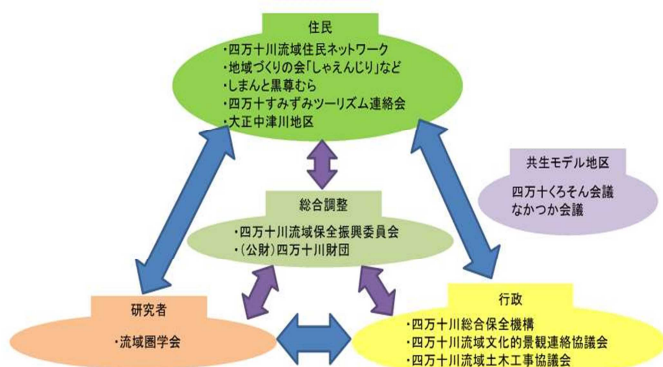 住民
・四万十川流域住民ネットワーク
・地域づくりの会「しゃえんじり」など
・しまんと黒尊むら
・四万十すみずみツーリズム連絡会
・大正中津川地区
共生モデル地区
四万十くろそん会議
なかつか会議
総合調整
・四万十川流域保全振興委員会
・(公財)四万十川財団
研究者
・流域圏学会
行政
・四万十川総合保全機構
・四万十川流域文化的景観連絡協議会
・四万十川流域土木工事協議会